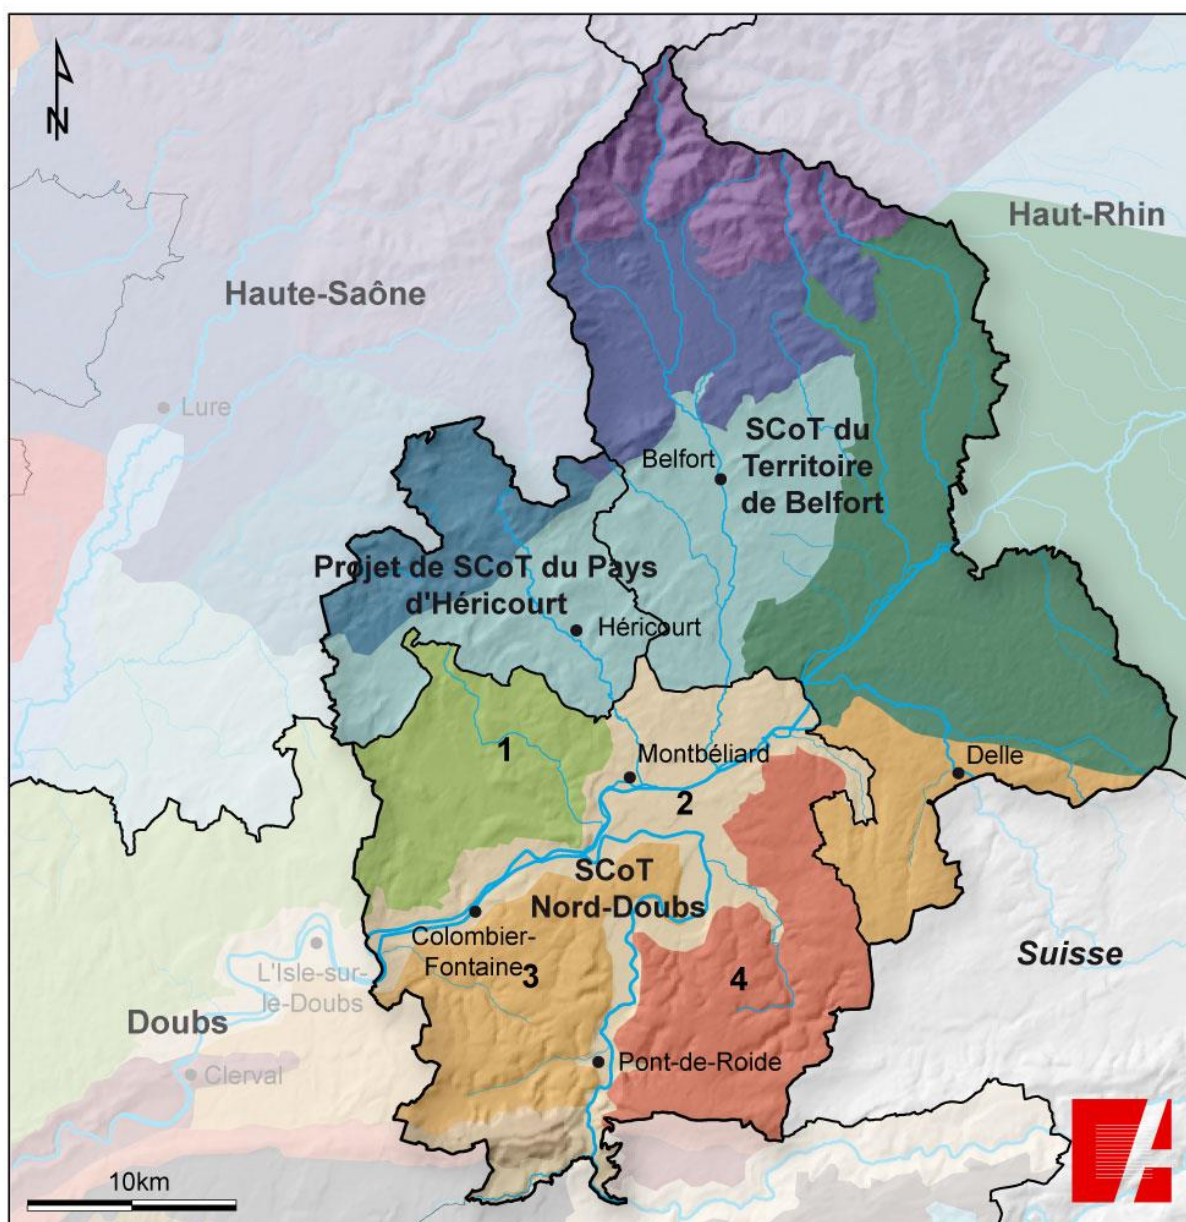 N
Haut-Rhin
Haute-Saône
Lure
SCoT du
Territoire
de Belfort
Belfort
Projet de SCoT du Pays
d'Héricourt
Héricourt
1
Montbéliard
Delle
2
SCoT
Nord-Doubs
Colombier-
Fontaine
3
4
Suisse
L'Isle-sur-
le-Doubs
Doubs
Clerval
Pont-de-Roide
10km
A